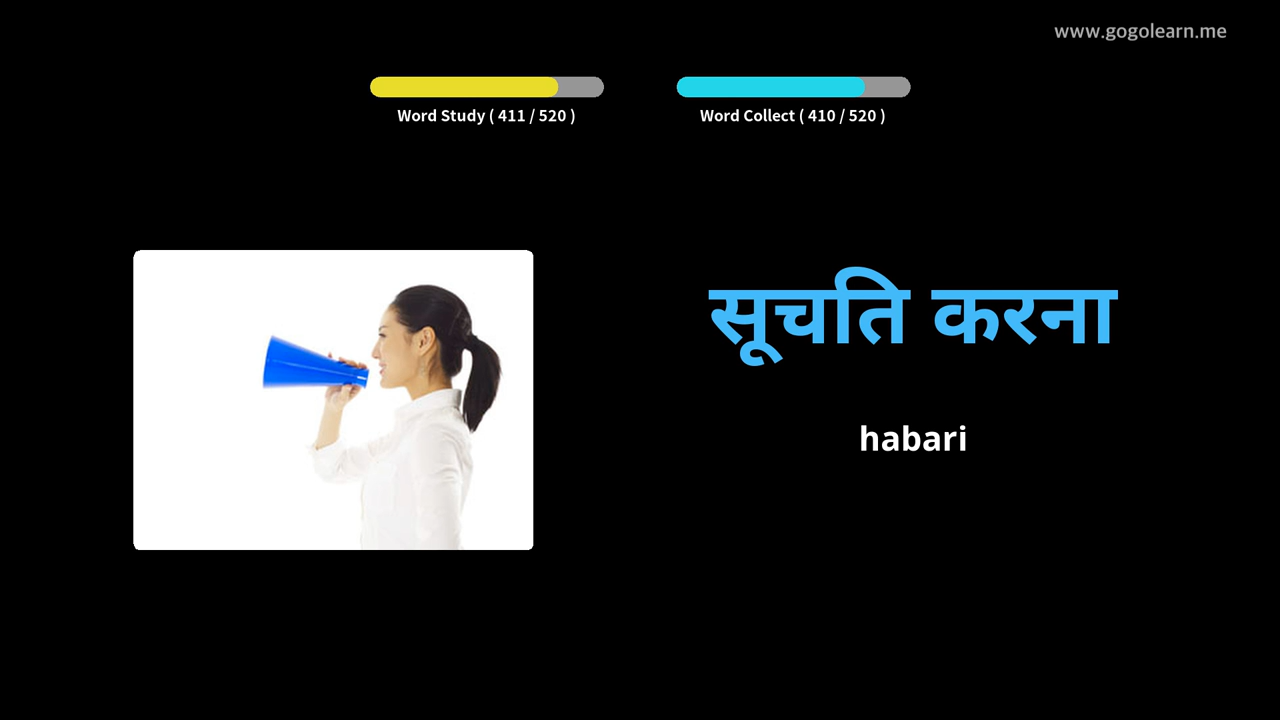 www.gogolearn.me
Word Study ( 411 / 520 )
Word Collect ( 410 / 520 )
सूचति करना
habari